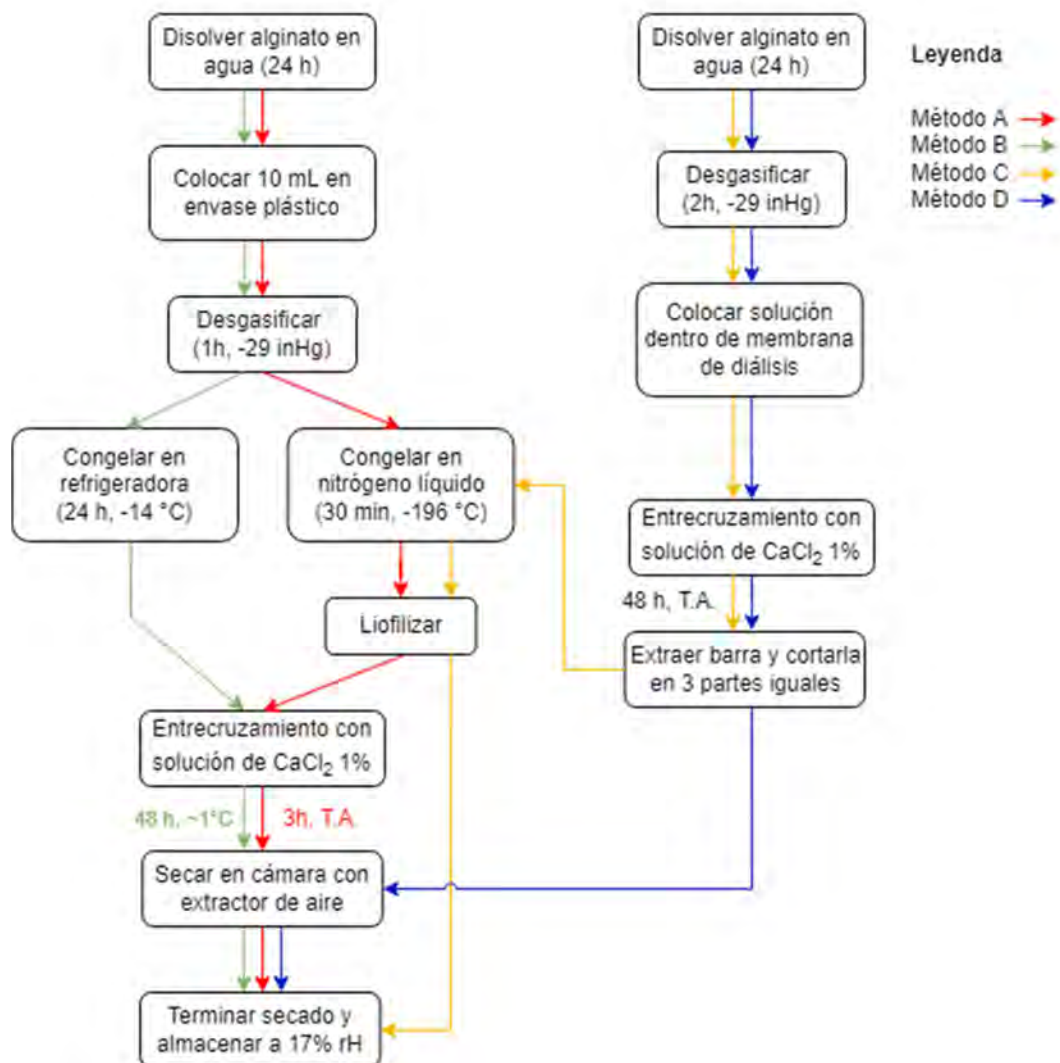 Disolver alginato en
agua (24 h)
Colocar 10 mL en
envase plástico
Desgasificar
(1h, -29 inHg)
Congelar en
refrigeradora
(24 h, -14 °C)
Congelar en
nitrógeno líquido
(30 min, -196 °C)
Liofilizar
Entrecruzamiento con
solución de CaCl₂ 1%
48 h, ~1°C
3h, T.A.
Secar en cámara con
extractor de aire
Terminar secado y
almacenar a 17% rH
Disolver alginato en
agua (24 h)
Desgasificar
(2h, -29 inHg)
Colocar solución
dentro de membrana
de diálisis
Entrecruzamiento con
solución de CaCl₂ 1%
48 h, T.A.
Extraer barra y cortarla
en 3 partes iguales
Leyenda
Método A
Método B
Método C
Método D